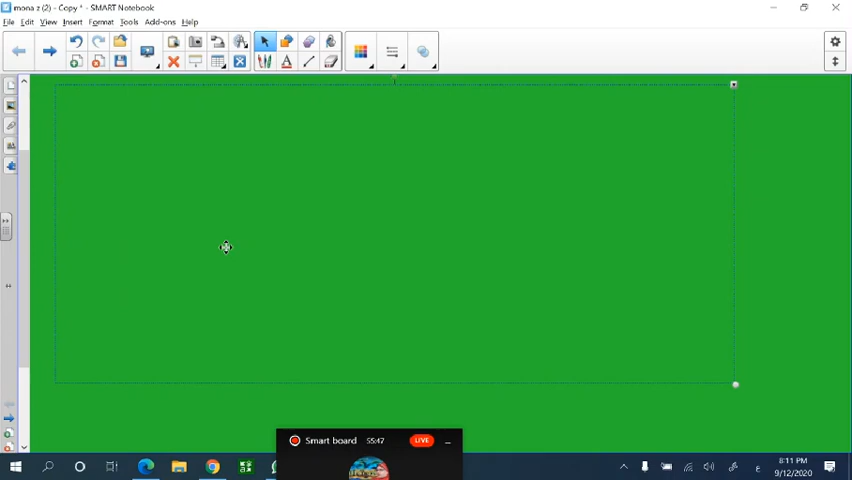 mona z (2) - Copy * - SMART Notebook
File Edit View Insert Format Tools Add-ons Help
Smart board 55:47 LIVE
ع 8:11 PM
9/12/2020